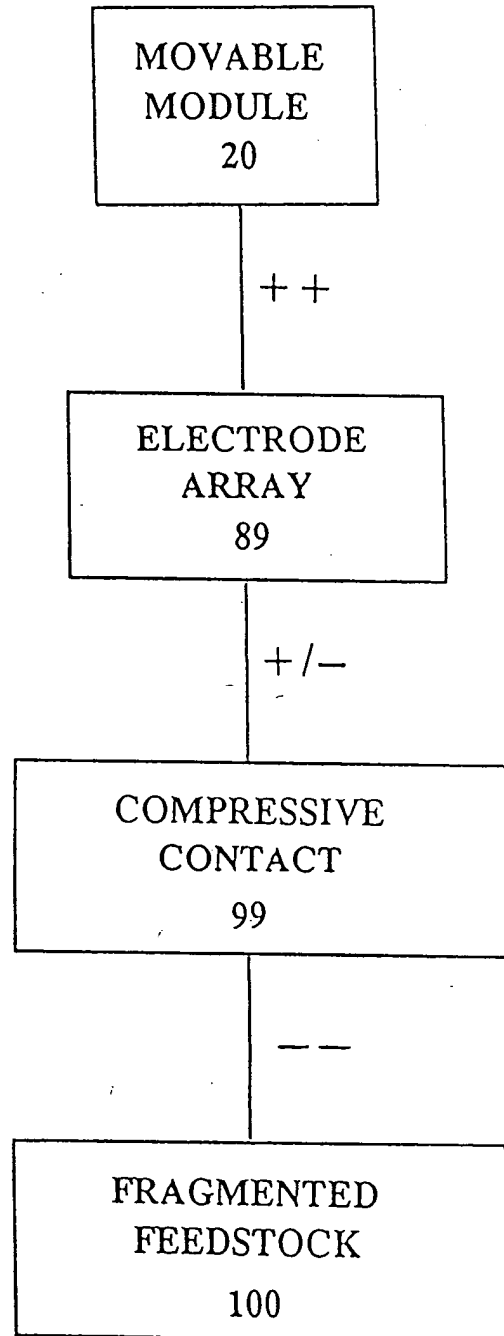 MOVABLE
MODULE
20
++
ELECTRODE
ARRAY
89
+/−
COMPRESSIVE
CONTACT
99
−−
FRAGMENTED
FEEDSTOCK
100